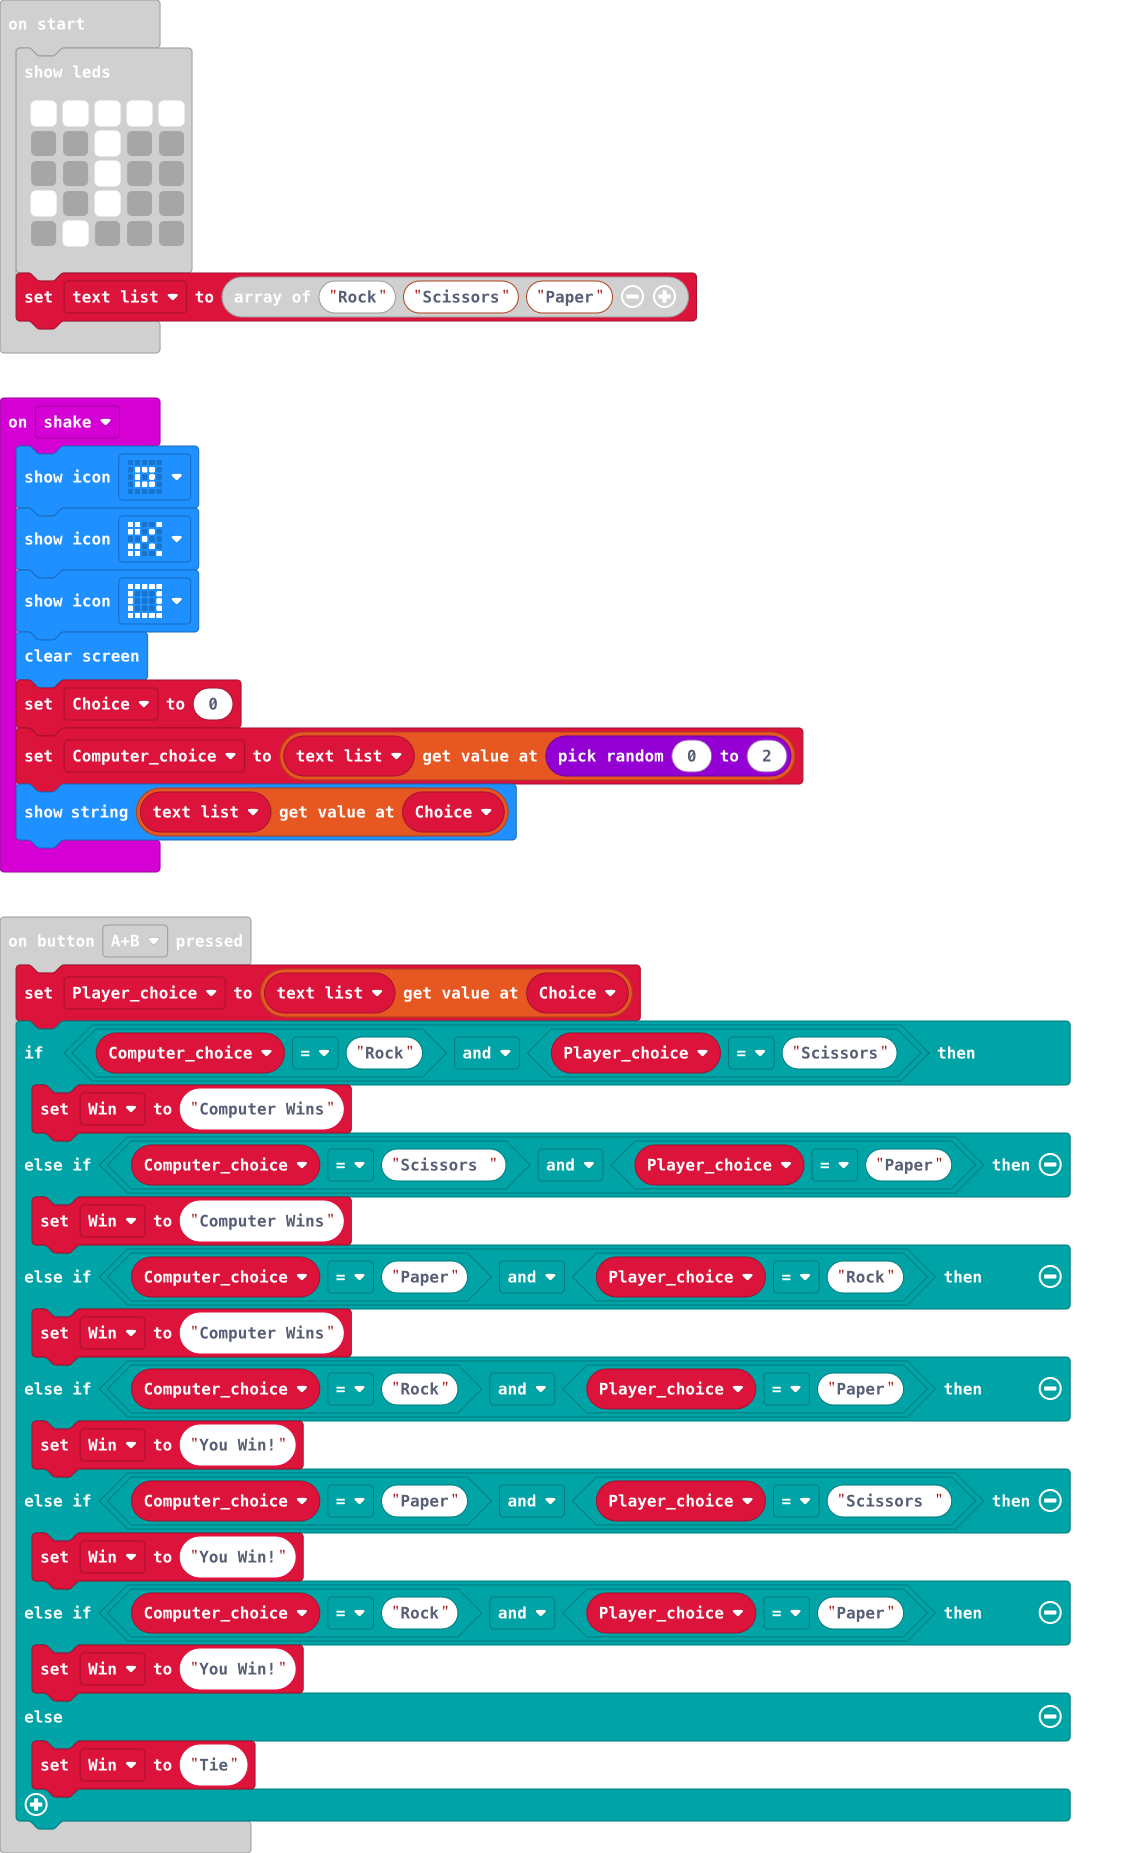 on start
show leds
set text list to array of "Rock" "Scissors" "Paper"
on shake
show icon
show icon
show icon
clear screen
set Choice to 0
set Computer_choice to text list get value at pick random 0 to 2
show string text list get value at Choice
on button A+B pressed
set Player_choice to text list get value at Choice
if Computer_choice = "Rock" and Player_choice = "Scissors" then
set Win to "Computer Wins"
else if Computer_choice = "Scissors " and Player_choice = "Paper" then
set Win to "Computer Wins"
else if Computer_choice = "Paper" and Player_choice = "Rock" then
set Win to "Computer Wins"
else if Computer_choice = "Rock" and Player_choice = "Paper" then
set Win to "You Win!"
else if Computer_choice = "Paper" and Player_choice = "Scissors " then
set Win to "You Win!"
else if Computer_choice = "Rock" and Player_choice = "Paper" then
set Win to "You Win!"
else
set Win to "Tie"